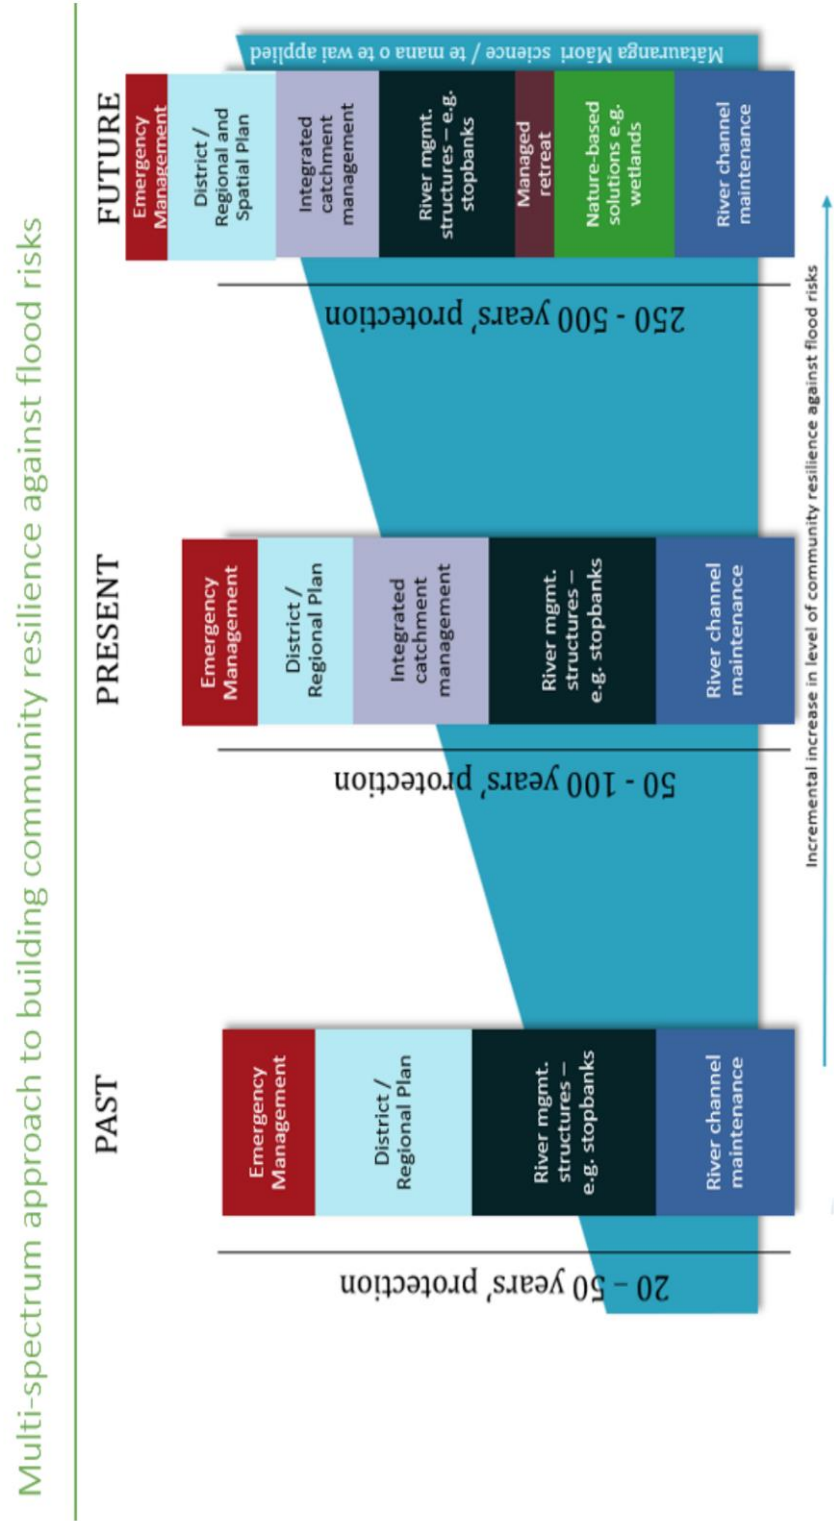 Multi-spectrum approach to building community resilience against flood risks
PAST
PRESENT
FUTURE
20 – 50 years' protection
Emergency
Management
District /
Regional Plan
River mgmt.
structures –
e.g. stopbanks
River channel
maintenance
50 - 100 years' protection
Emergency
Management
District /
Regional Plan
Integrated
catchment
management
River mgmt.
structures –
e.g. stopbanks
River channel
maintenance
250 - 500 years' protection
Emergency
Management
District /
Regional and
Spatial Plan
Integrated
catchment
management
River mgmt.
structures – e.g.
stopbanks
Managed
retreat
Nature-based
solutions e.g.
wetlands
River channel
maintenance
Mātauranga Māori science / te mana o te wai applied
Incremental increase in level of community resilience against flood risks